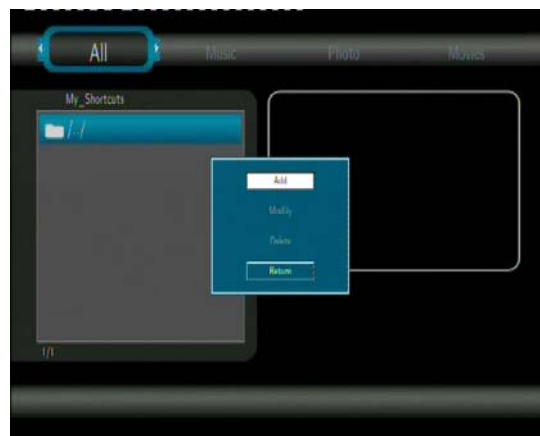 All Music Photo Movies
My_Shortcuts
/../
Add
Modify
Delete
Return
1/1